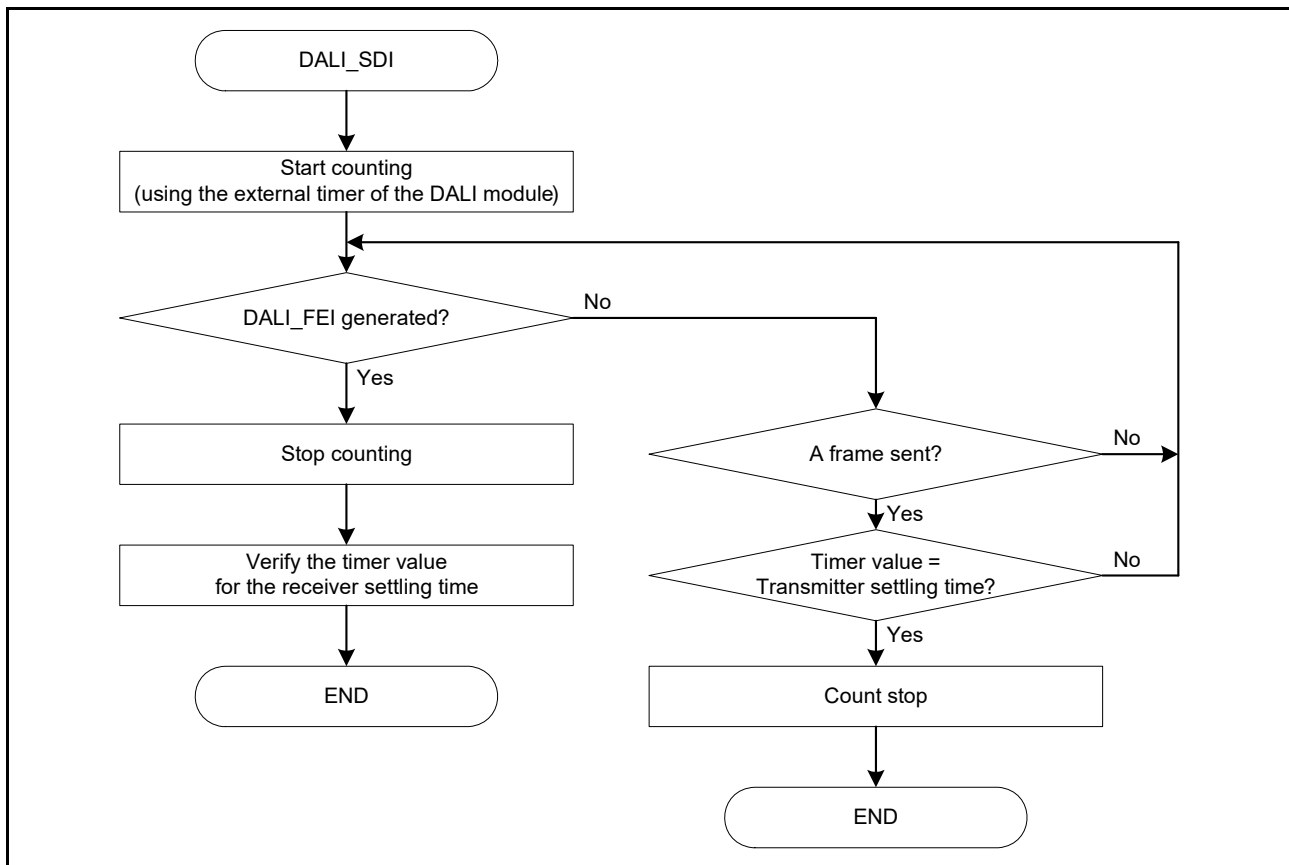 DALI_SDI
Start counting
(using the external timer of the DALI module)
DALI_FEI generated?
No
Yes
Stop counting
Verify the timer value
for the receiver settling time
END
A frame sent?
No
Yes
Timer value =
Transmitter settling time?
No
Yes
Count stop
END